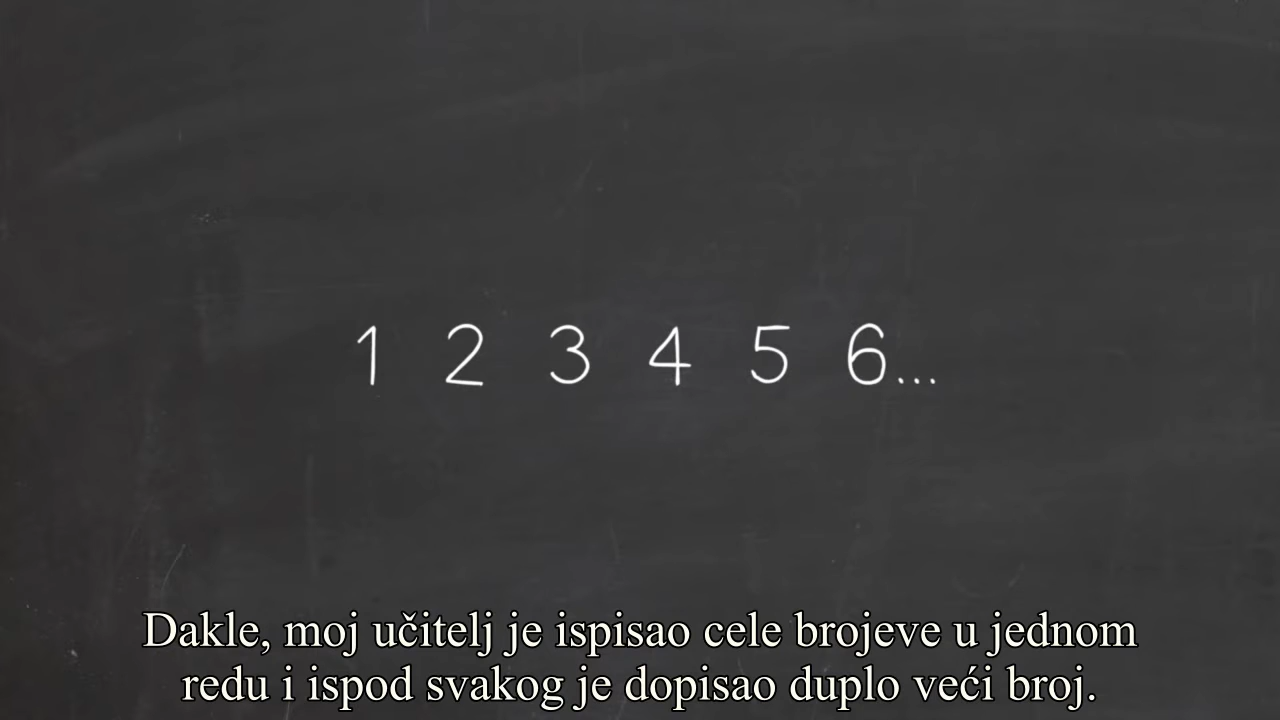 1 2 3 4 5 6...
Dakle, moj učitelj je ispisao cele brojeve u jednom
redu i ispod svakog je dopisao duplo veći broj.